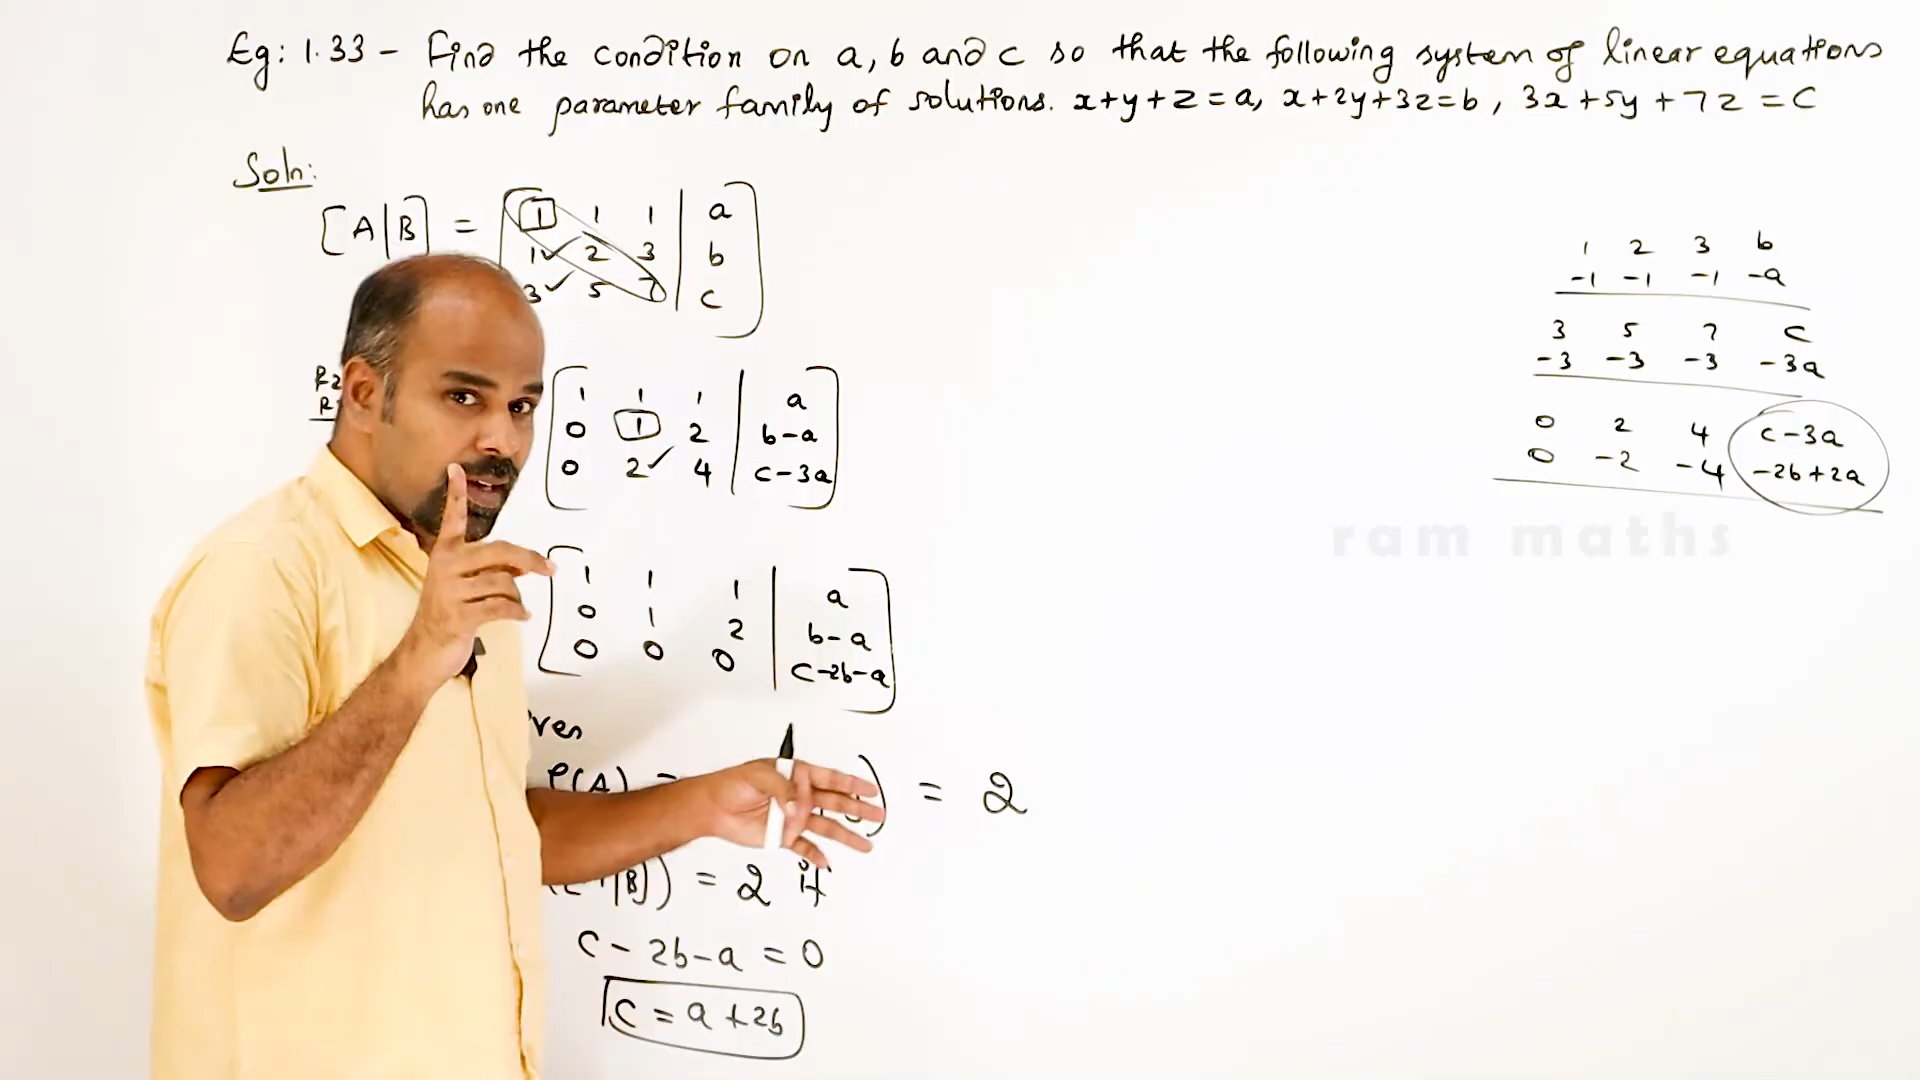 Eg: 1.33 - Find the condition on a, b and c so that the following system of linear equations
has one parameter family of solutions. x+y+z=a, x+2y+3z=b, 3x+5y+7z=c
Soln:
[A|B] = 1 1 1 | a
1 2 3 | b
3 5 7 | c
1 1 1 | a
0 1 2 | b-a
0 2 4 | c-3a
1 1 1 | a
0 1 2 | b-a
0 0 0 | c-2b-a
ρ(A) = 2
= 2 if
c-2b-a=0
c=a+2b
1 2 3 b
-1 -1 -1 -a
3 5 7 c
-3 -3 -3 -3a
0 2 4 c-3a
0 -2 -4 -2b+2a
ram maths